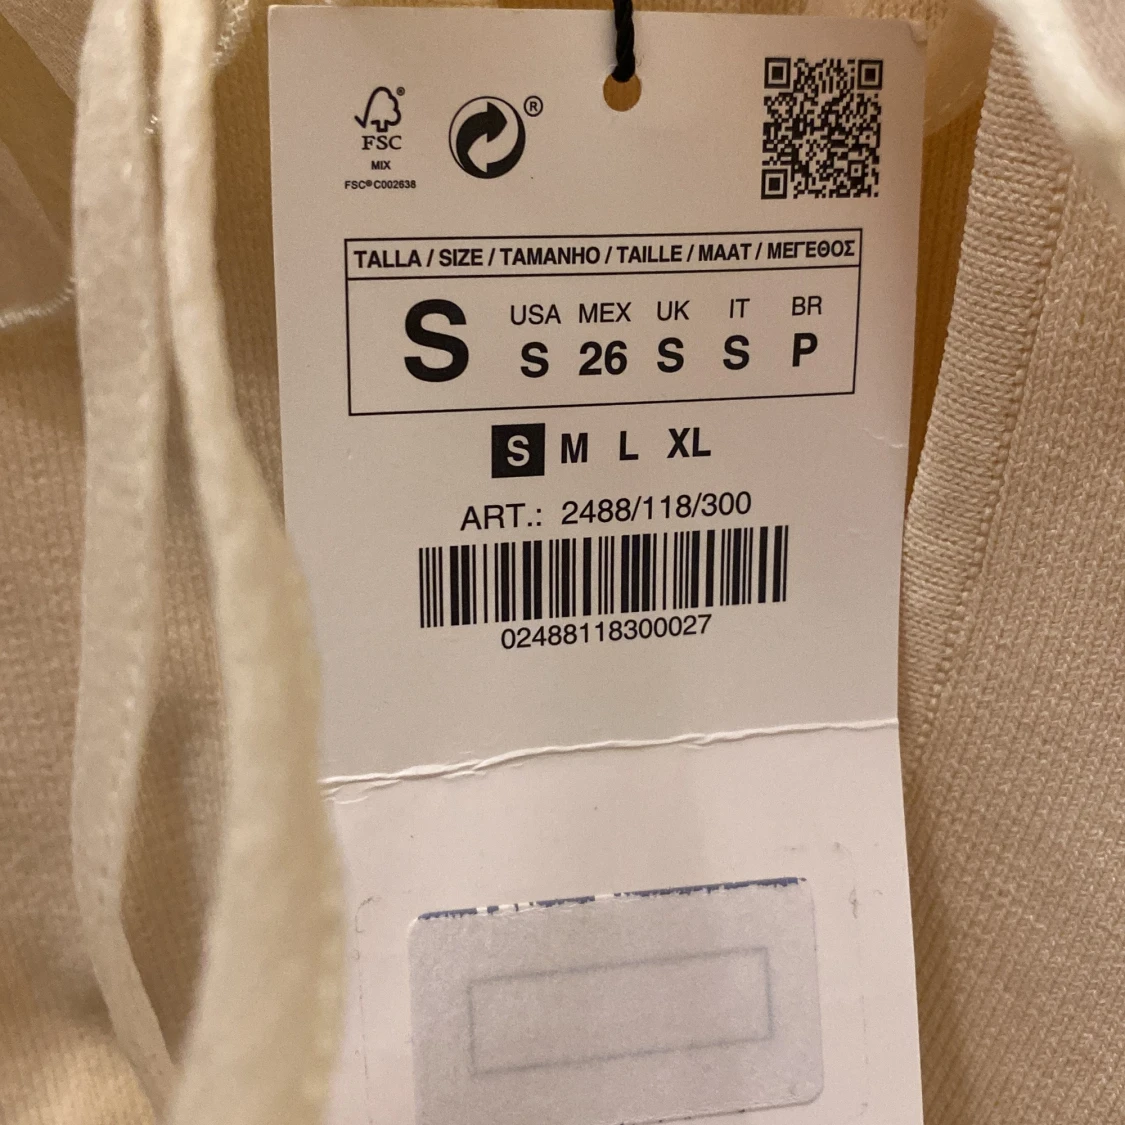 FSC®
MIX
FSC® C002638
®
TALLA / SIZE / TAMANHO / TAILLE / MAAT / ΜΕΓΕΘΟΣ
S
USA MEX UK IT BR
S 26 S S P
S M L XL
ART.: 2488/118/300
02488118300027